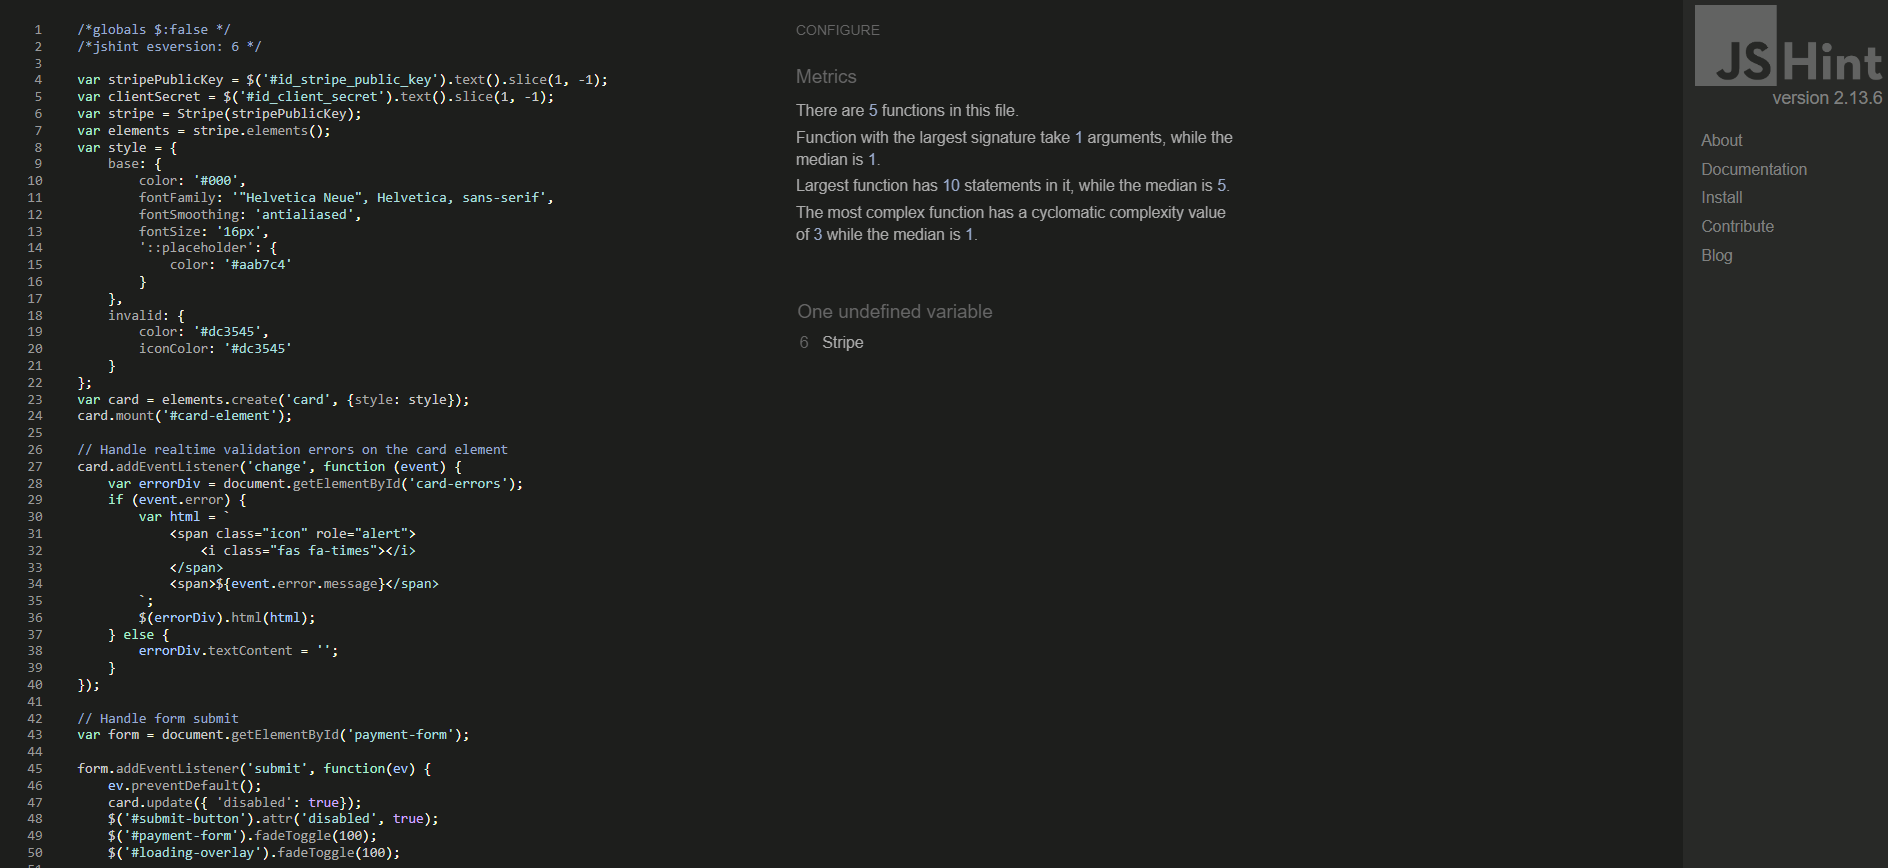 1 /*globals $:false */
2 /*jshint esversion: 6 */
3
4 var stripePublicKey = $('#id_stripe_public_key').text().slice(1, -1);
5 var clientSecret = $('#id_client_secret').text().slice(1, -1);
6 var stripe = Stripe(stripePublicKey);
7 var elements = stripe.elements();
8 var style = {
9     base: {
10         color: '#000',
11         fontFamily: '"Helvetica Neue", Helvetica, sans-serif',
12         fontSmoothing: 'antialiased',
13         fontSize: '16px',
14         '::placeholder': {
15             color: '#aab7c4'
16         }
17     },
18     invalid: {
19         color: '#dc3545',
20         iconColor: '#dc3545'
21     }
22 };
23 var card = elements.create('card', {style: style});
24 card.mount('#card-element');
25
26 // Handle realtime validation errors on the card element
27 card.addEventListener('change', function (event) {
28     var errorDiv = document.getElementById('card-errors');
29     if (event.error) {
30         var html = `
31             <span class="icon" role="alert">
32                 <i class="fas fa-times"></i>
33             </span>
34             <span>${event.error.message}</span>
35         `;
36         $(errorDiv).html(html);
37     } else {
38         errorDiv.textContent = '';
39     }
40 });
41
42 // Handle form submit
43 var form = document.getElementById('payment-form');
44
45 form.addEventListener('submit', function(ev) {
46     ev.preventDefault();
47     card.update({ 'disabled': true});
48     $('#submit-button').attr('disabled', true);
49     $('#payment-form').fadeToggle(100);
50     $('#loading-overlay').fadeToggle(100);
CONFIGURE
Metrics
There are 5 functions in this file.
Function with the largest signature take 1 arguments, while the
median is 1.
Largest function has 10 statements in it, while the median is 5.
The most complex function has a cyclomatic complexity value
of 3 while the median is 1.
One undefined variable
6 Stripe
JSHint
version 2.13.6
About
Documentation
Install
Contribute
Blog